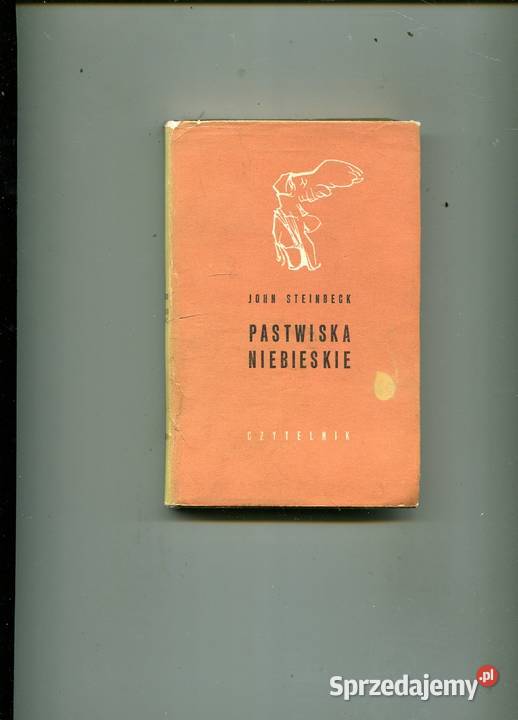 JOHN STEINBECK
PASTWISKA
NIEBIESKIE
CZYTELNIK
Sprzedajemy.pl